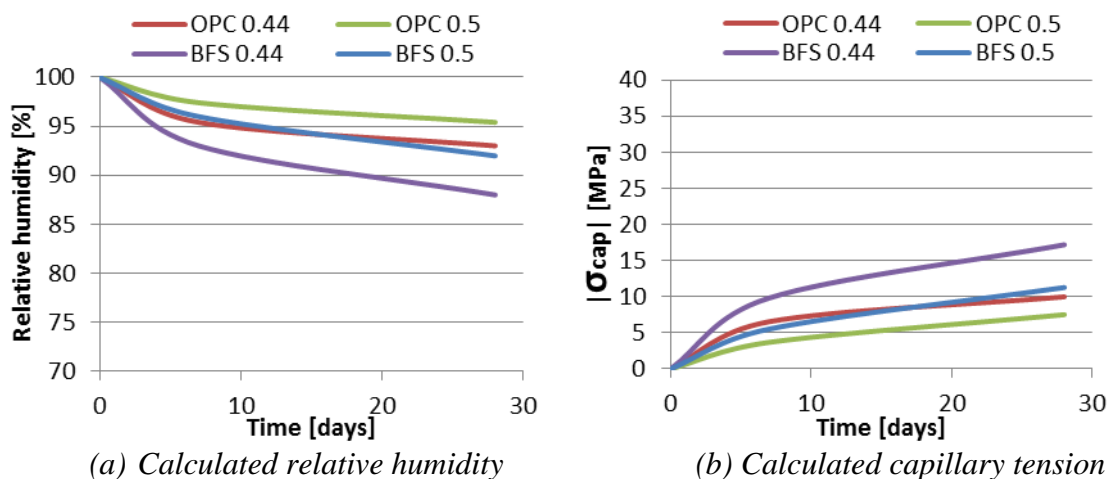 OPC 0.44 OPC 0.5
BFS 0.44 BFS 0.5
Relative humidity [%]
100
95
90
85
80
75
70
0 10 20 30
Time [days]
(a) Calculated relative humidity
OPC 0.44 OPC 0.5
BFS 0.44 BFS 0.5
|σcap| [MPa]
40
35
30
25
20
15
10
5
0
0 10 20 30
Time [days]
(b) Calculated capillary tension